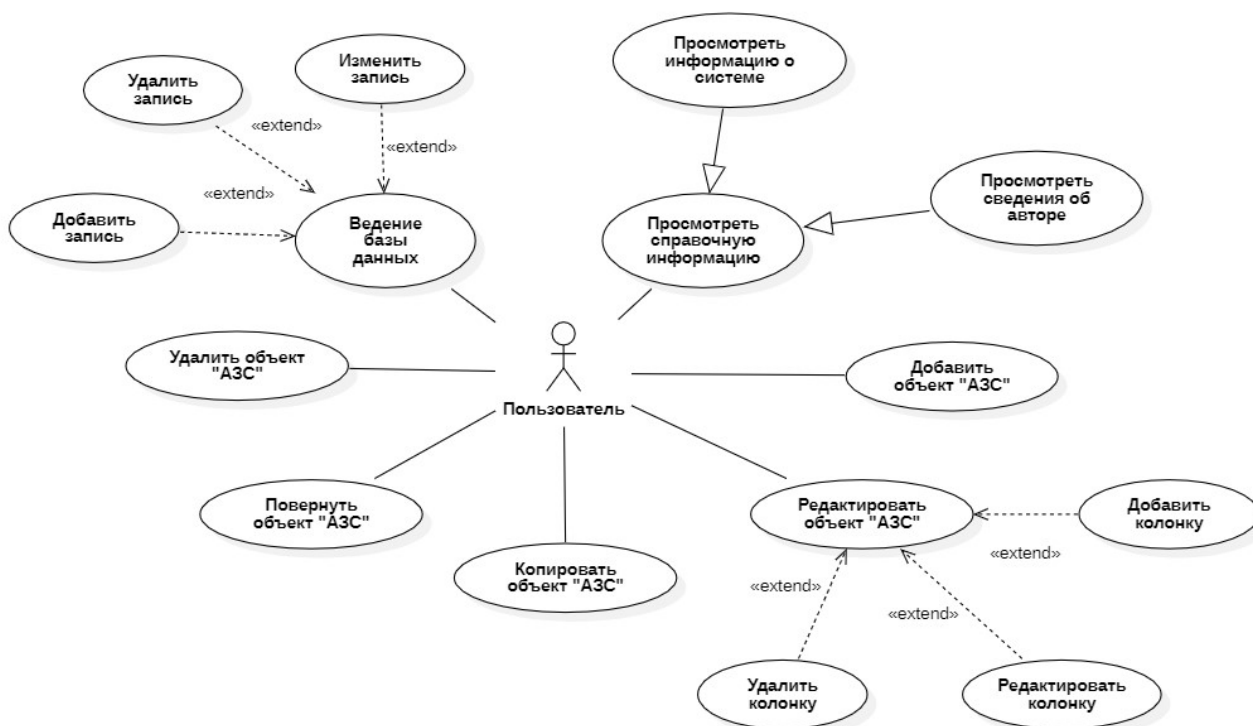 Просмотреть
информацию о
системе
Изменить
запись
Удалить
запись
«extend»
«extend»
Просмотреть
сведения об
авторе
«extend»
Добавить
запись
Ведение
базы
данных
Просмотреть
справочную
информацию
Удалить объект
"АЗС"
Добавить
объект "АЗС"
Пользователь
Повернуть
объект "АЗС"
Редактировать
объект "АЗС"
Добавить
колонку
«extend»
Копировать
объект "АЗС"
«extend»
«extend»
Удалить
колонку
Редактировать
колонку